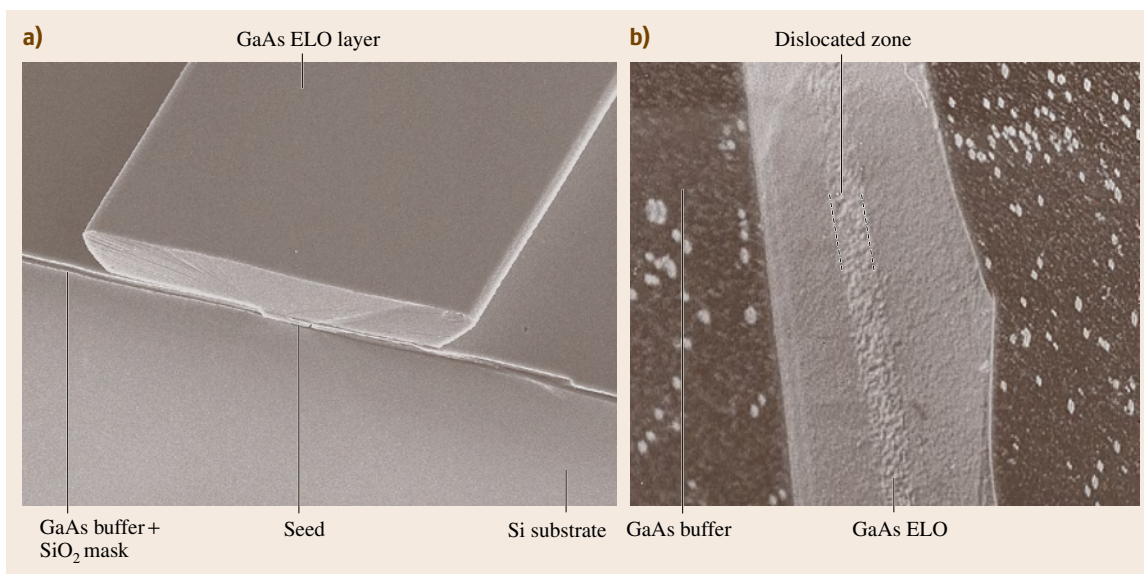 a)
GaAs ELO layer
GaAs buffer +
SiO₂ mask
Seed
Si substrate
b)
Dislocated zone
GaAs buffer
GaAs ELO